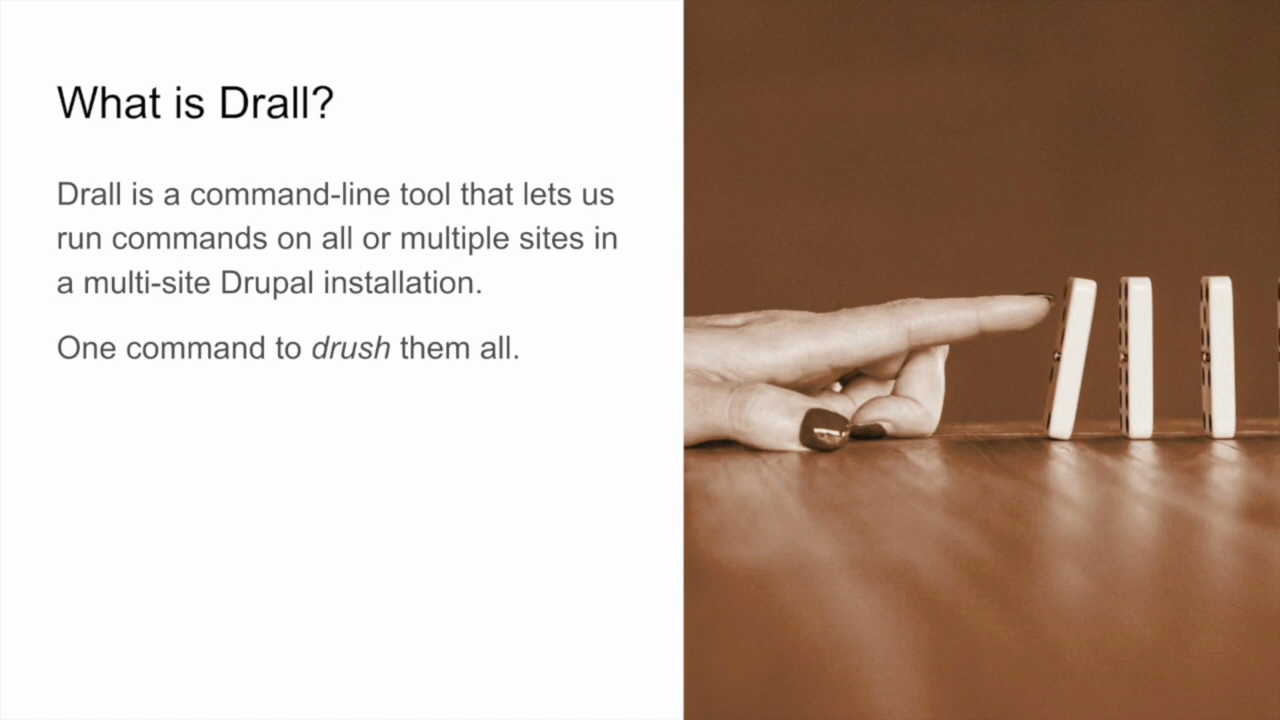 What is Drall?
Drall is a command-line tool that lets us
run commands on all or multiple sites in
a multi-site Drupal installation.
One command to drush them all.